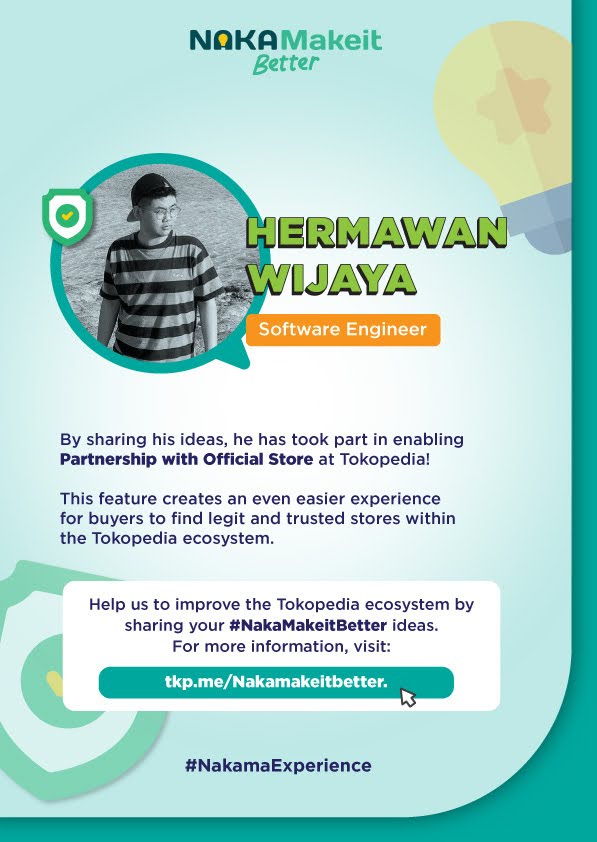 NAKAMakeit
Better
HERMAWAN
WIJAYA
Software Engineer
By sharing his ideas, he has took part in enabling
Partnership with Official Store at Tokopedia!
This feature creates an even easier experience
for buyers to find legit and trusted stores within
the Tokopedia ecosystem.
Help us to improve the Tokopedia ecosystem by
sharing your #NakaMakeitBetter ideas.
For more information, visit:
tkp.me/Nakamakeitbetter.
#NakamaExperience